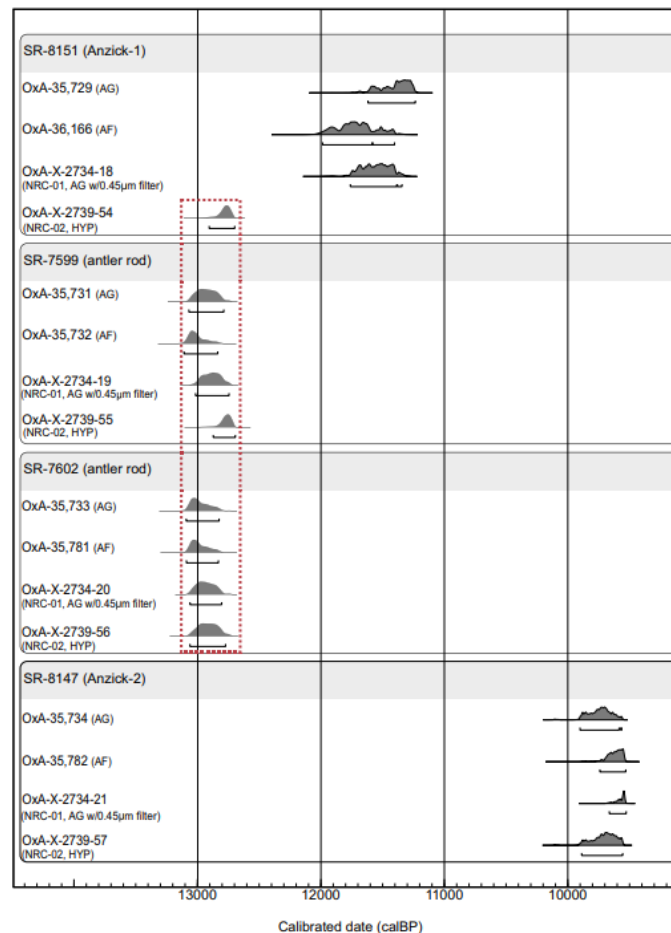 SR-8151 (Anzick-1)
OxA-35,729 (AG)
OxA-36,166 (AF)
OxA-X-2734-18
(NRC-01, AG w/0.45µm filter)
OxA-X-2739-54
(NRC-02, HYP)
SR-7599 (antler rod)
OxA-35,731 (AG)
OxA-35,732 (AF)
OxA-X-2734-19
(NRC-01, AG w/0.45µm filter)
OxA-X-2739-55
(NRC-02, HYP)
SR-7602 (antler rod)
OxA-35,733 (AG)
OxA-35,781 (AF)
OxA-X-2734-20
(NRC-01, AG w/0.45µm filter)
OxA-X-2739-56
(NRC-02, HYP)
SR-8147 (Anzick-2)
OxA-35,734 (AG)
OxA-35,782 (AF)
OxA-X-2734-21
(NRC-01, AG w/0.45µm filter)
OxA-X-2739-57
(NRC-02, HYP)
13000 12000 11000 10000
Calibrated date (calBP)